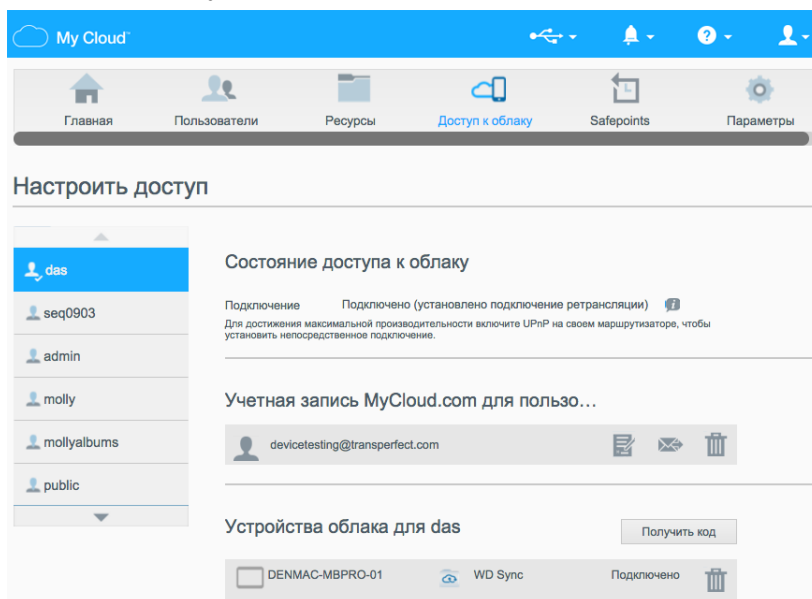 My Cloud™
Главная
Пользователи
Ресурсы
Доступ к облаку
Safepoints
Параметры
Настроить доступ
das
seq0903
admin
molly
mollyalbums
public
Состояние доступа к облаку
Подключение Подключено (установлено подключение ретрансляции)
Для достижения максимальной производительности включите UPnP на своем маршрутизаторе, чтобы
установить непосредственное подключение.
Учетная запись MyCloud.com для пользо...
devicetesting@transperfect.com
Устройства облака для das
Получить код
DENMAC-MBPRO-01 WD Sync Подключено